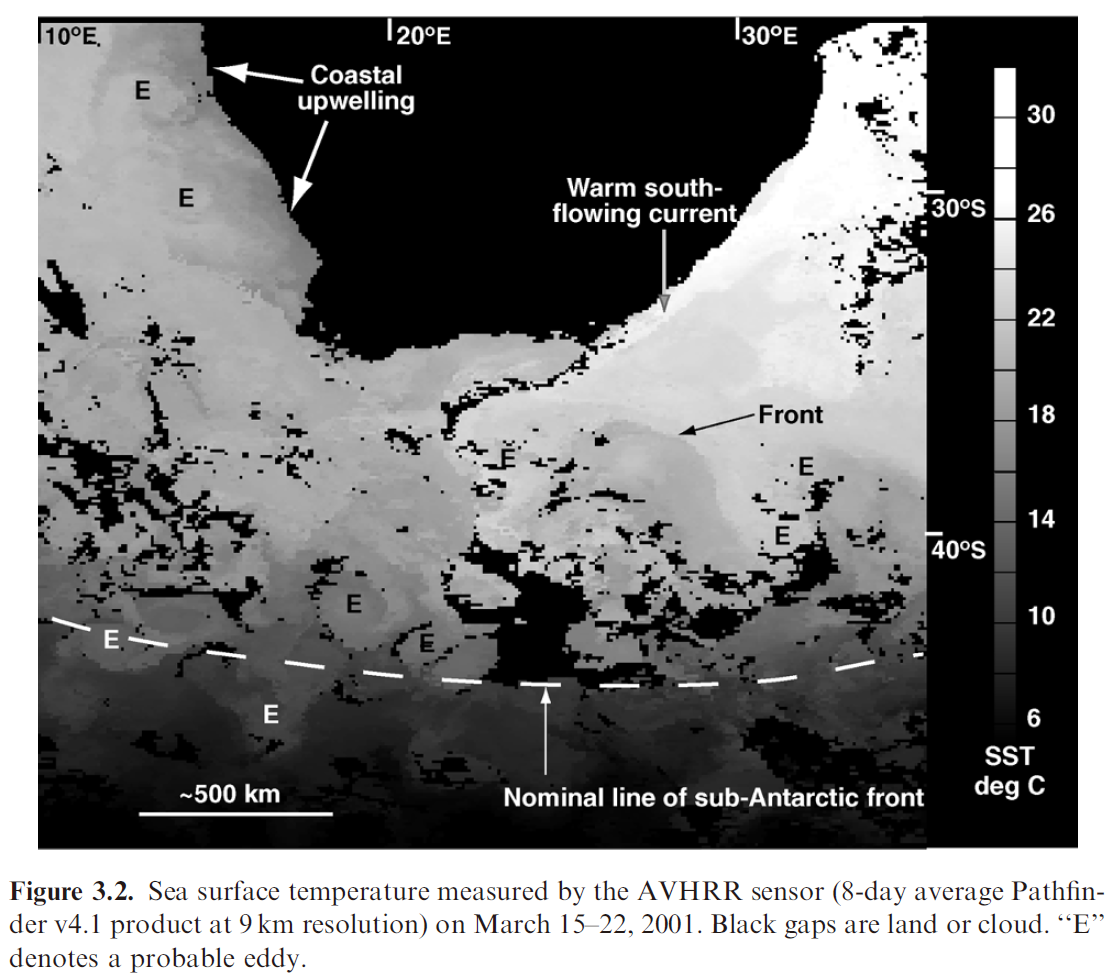 10°E.
20°E
30°E
E
Coastal
upwelling
30
E
Warm south-
flowing current
30°S
26
22
Front
18
E
E
14
E
40°S
E
10
E
E
E
6
SST
deg C
~500 km
Nominal line of sub-Antarctic front
Figure 3.2. Sea surface temperature measured by the AVHRR sensor (8-day average Pathfin-
der v4.1 product at 9 km resolution) on March 15–22, 2001. Black gaps are land or cloud. ‘‘E’’
denotes a probable eddy.